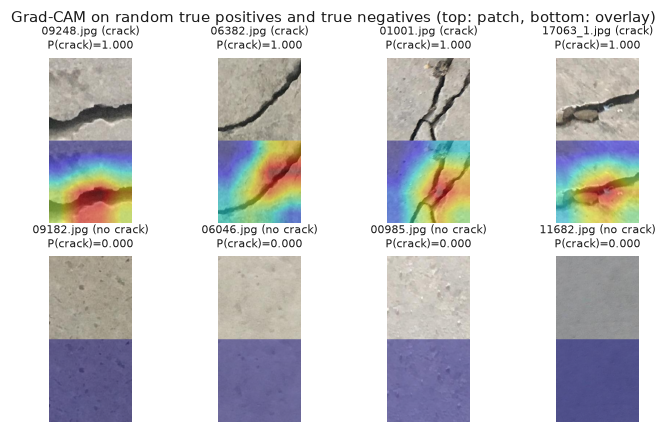 Grad-CAM on random true positives and true negatives (top: patch, bottom: overlay)
09248.jpg (crack)
P(crack)=1.000
06382.jpg (crack)
P(crack)=1.000
01001.jpg (crack)
P(crack)=1.000
17063_1.jpg (crack)
P(crack)=1.000
09182.jpg (no crack)
P(crack)=0.000
06046.jpg (no crack)
P(crack)=0.000
00985.jpg (no crack)
P(crack)=0.000
11682.jpg (no crack)
P(crack)=0.000